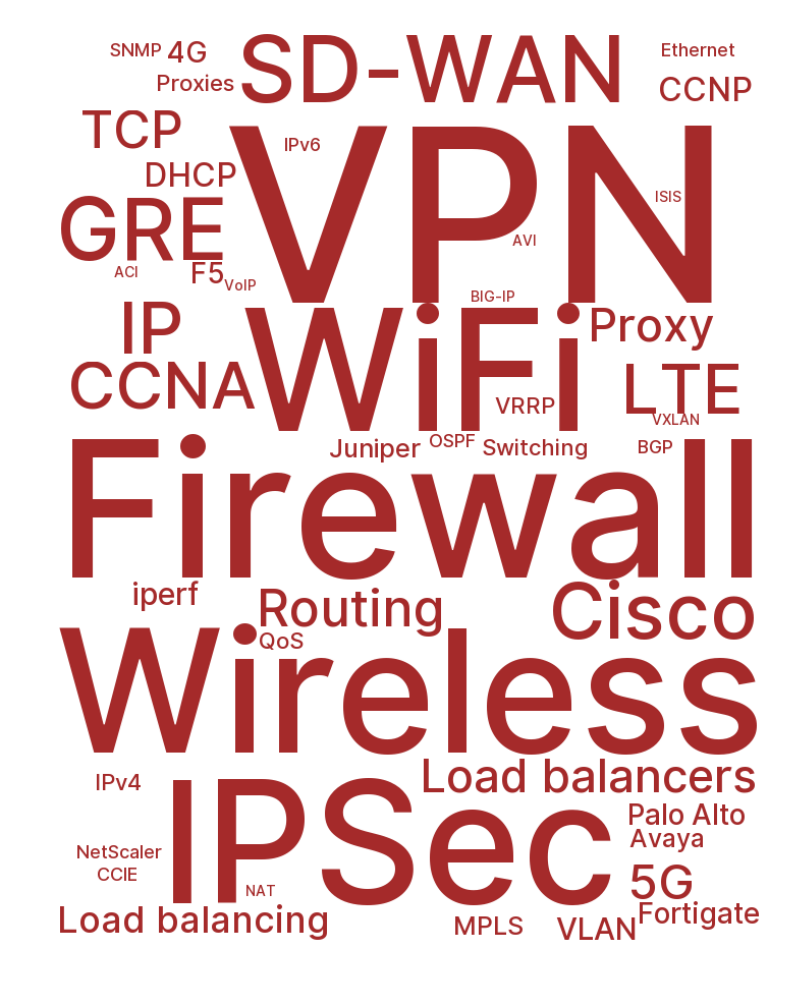 SNMP 4G SD-WAN Ethernet
Proxies CCNP
TCP
IPv6
DHCP VPN
ISIS
GRE
AVI
ACI F5 VoIP
BIG-IP
IP WiFi Proxy
CCNA LTE
VRRP
VXLAN
Juniper OSPF Switching BGP
Firewall
iperf Routing Cisco
QoS
Wireless
IPv4 Load balancers
IPSec Palo Alto
Avaya
NetScaler
CCIE 5G
NAT
Load balancing MPLS VLAN Fortigate